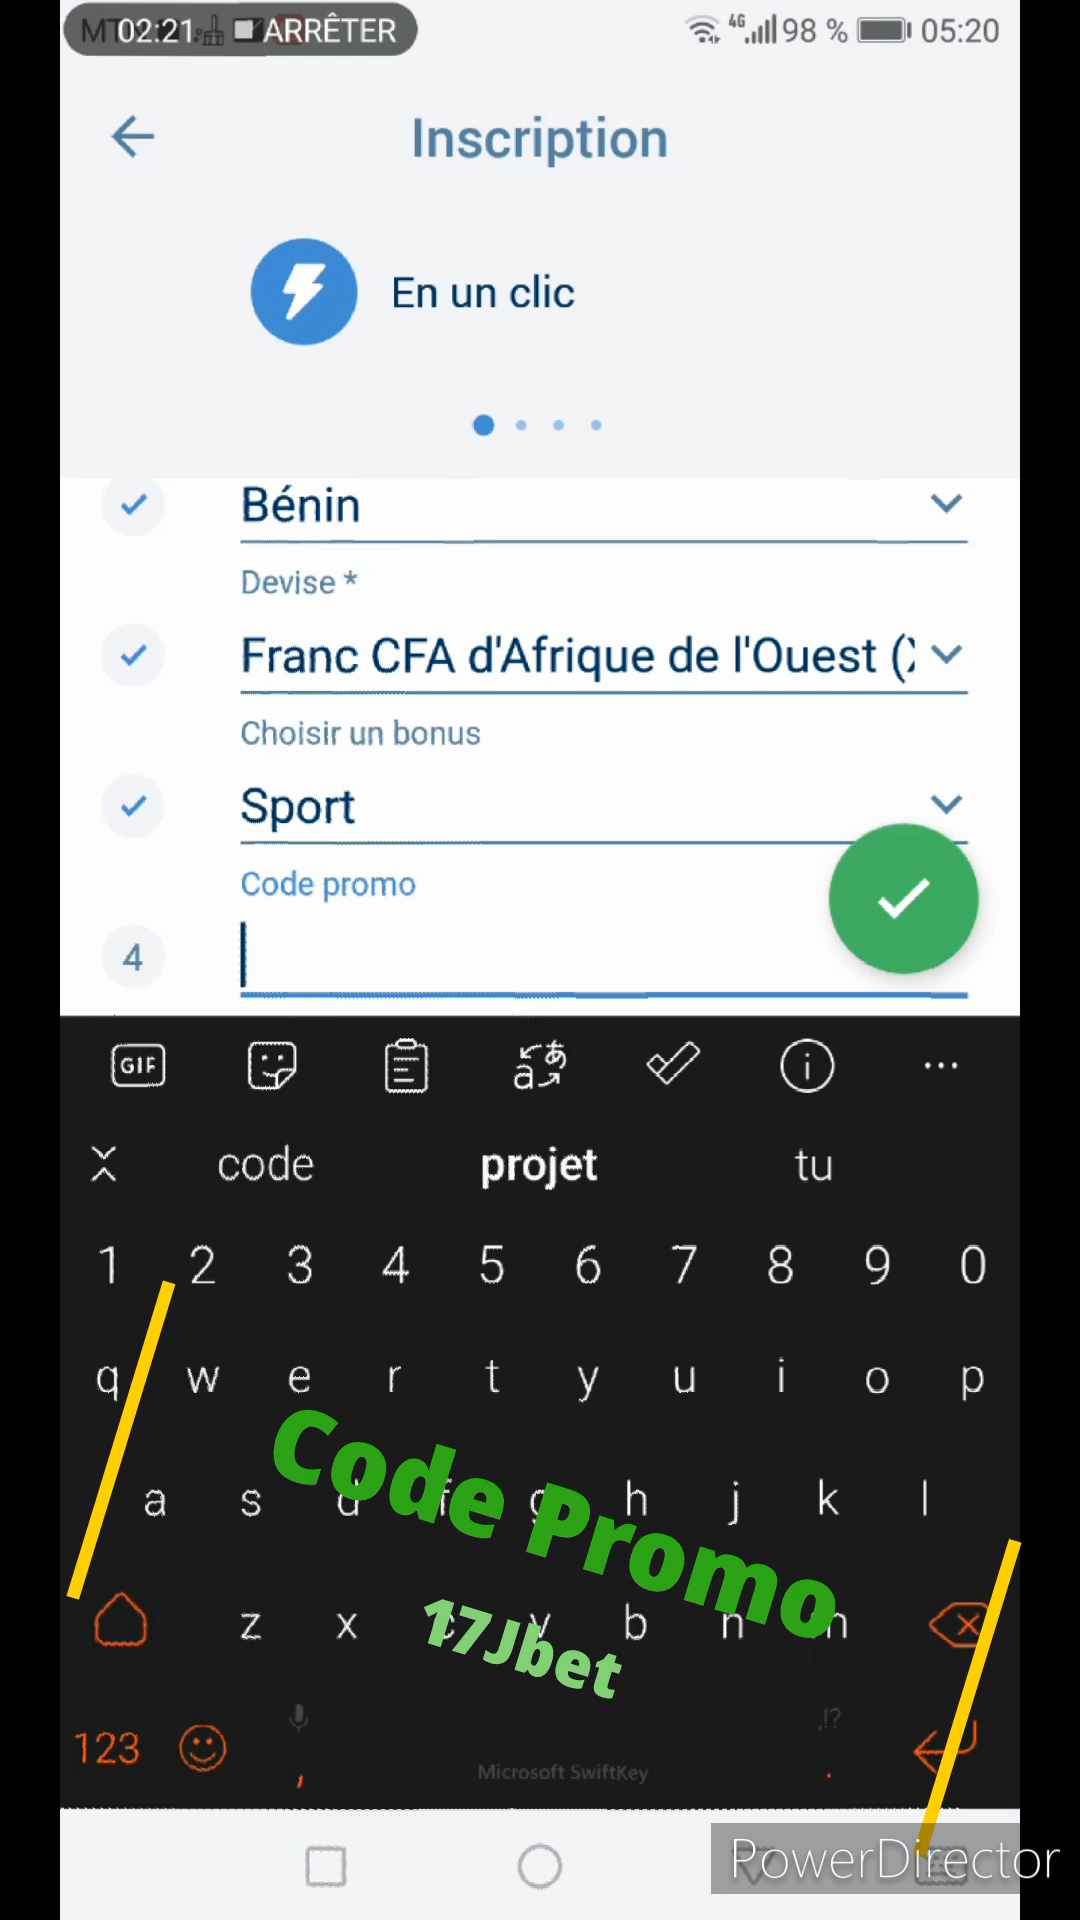 02:21 ARRÊTER 4G 98 % 05:20
Inscription
En un clic
Bénin
Devise *
Franc CFA d'Afrique de l'Ouest (
Choisir un bonus
Sport
Code promo
4
GIF
code projet tu
1 2 3 4 5 6 7 8 9 0
q w e r t y u i o p
a s d f g h j k l
Code Promo
z x c v b n m
17Jbet
,!?
123 , Microsoft SwiftKey .
PowerDirector